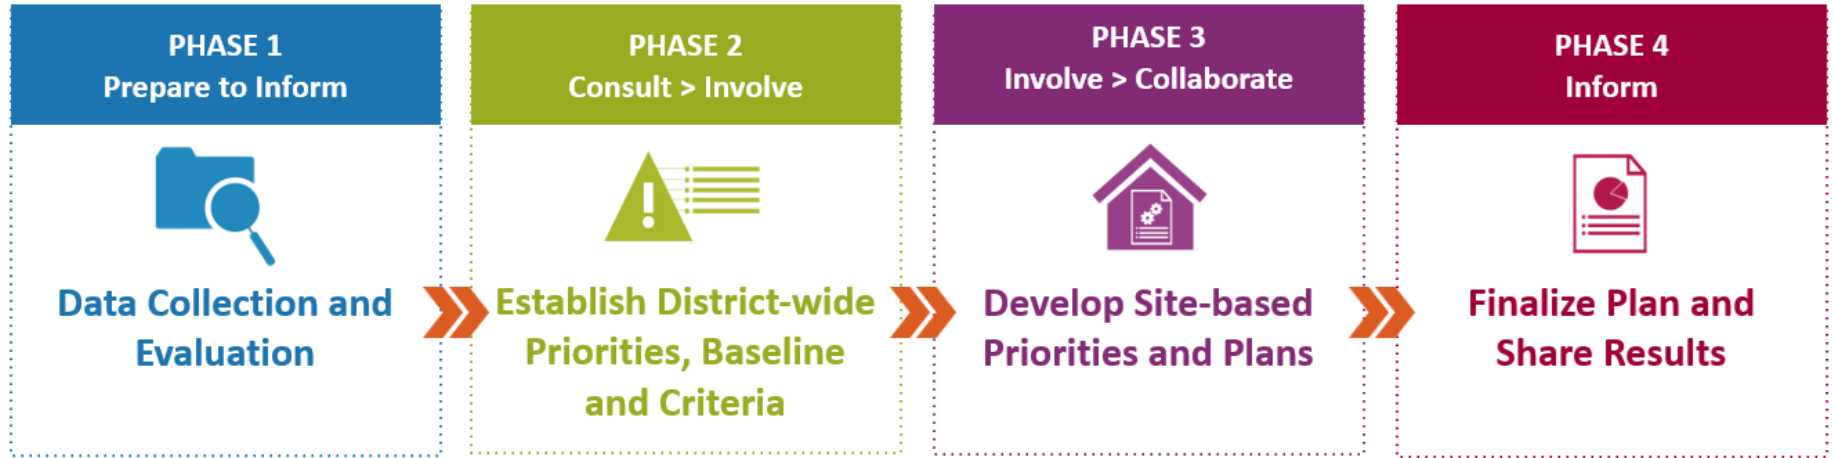 PHASE 1
Prepare to Inform
Data Collection and
Evaluation
PHASE 2
Consult > Involve
Establish District-wide
Priorities, Baseline
and Criteria
PHASE 3
Involve > Collaborate
Develop Site-based
Priorities and Plans
PHASE 4
Inform
Finalize Plan and
Share Results